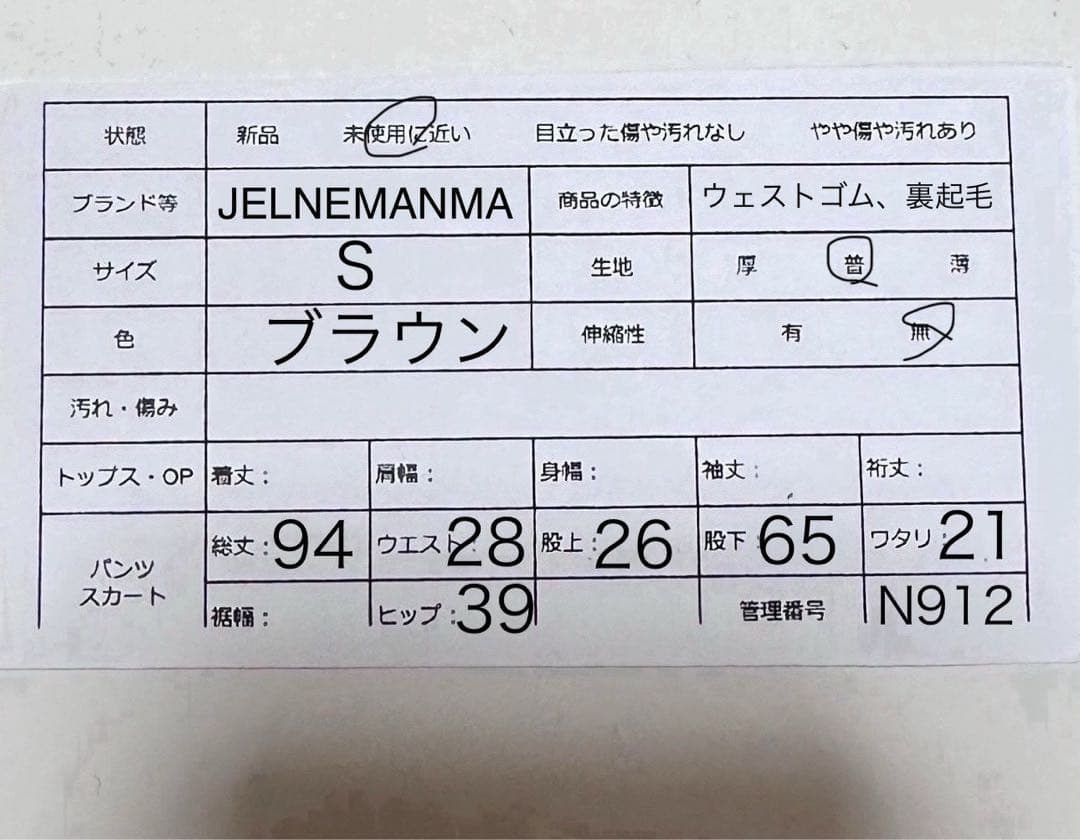 状態 新品 未使用に近い 目立った傷や汚れなし やや傷や汚れあり
ブランド等 JELNEMANMA 商品の特徴 ウェストゴム、裏起毛
サイズ S 生地 厚 普 薄
色 ブラウン 伸縮性 有 無
汚れ・傷み
トップス・OP 着丈: 肩幅: 身幅: 袖丈: 裄丈:
パンツ
スカート
総丈:94 ウエスト:28 股上:26 股下:65 ワタリ:21
裾幅: ヒップ:39 管理番号 N912